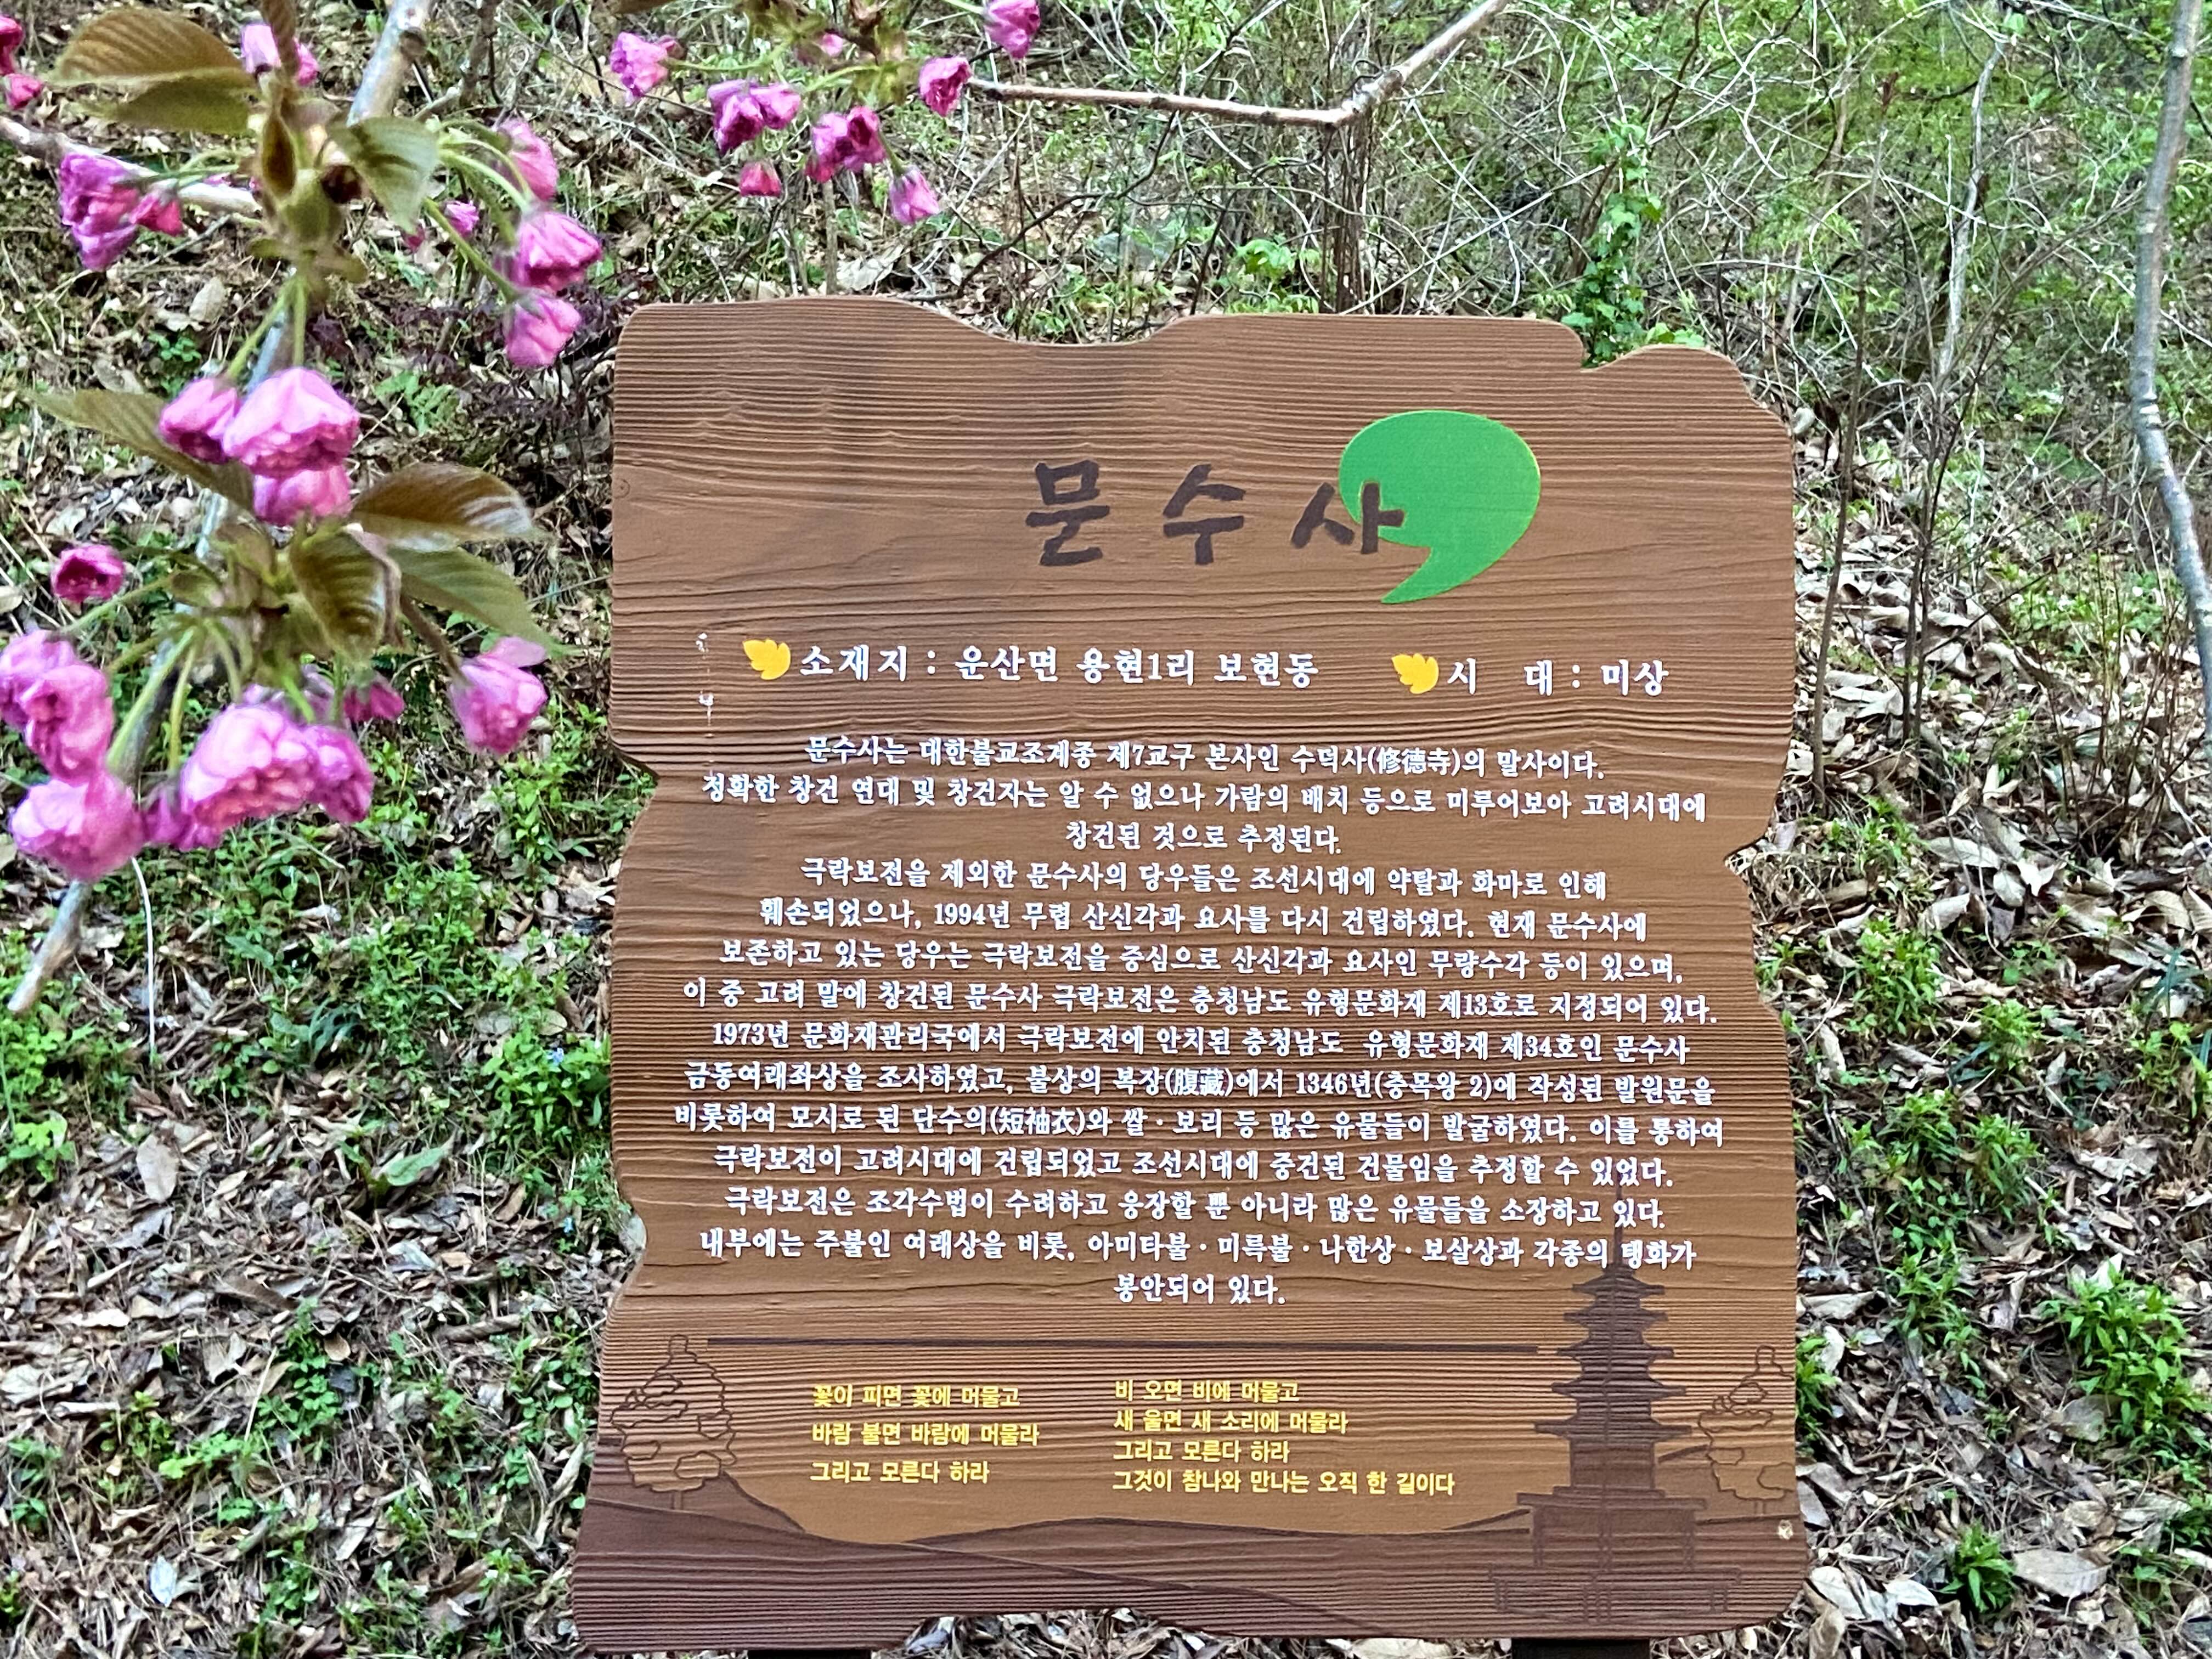 문수사
소재지 : 운산면 용현1리 보현동
시 대 : 미상
문수사는 대한불교조계종 제7교구 본사인 수덕사(修德寺)의 말사이다.
정확한 창건 연대 및 창건자는 알 수 없으나 가람의 배치 등으로 미루어보아 고려시대에
창건된 것으로 추정된다.
극락보전을 제외한 문수사의 당우들은 조선시대에 약탈과 화마로 인해
훼손되었으나, 1994년 무렵 산신각과 요사를 다시 건립하였다. 현재 문수사에
보존하고 있는 당우는 극락보전을 중심으로 산신각과 요사인 무량수각 등이 있으며,
이 중 고려 말에 창건된 문수사 극락보전은 충청남도 유형문화재 제13호로 지정되어 있다.
1973년 문화재관리국에서 극락보전에 안치된 충청남도 유형문화재 제34호인 문수사
금동여래좌상을 조사하였고, 불상의 복장(腹藏)에서 1346년(충목왕 2)에 작성된 발원문을
비롯하여 모시로 된 단수의(短袖衣)와 쌀·보리 등 많은 유물들이 발굴하였다. 이를 통하여
극락보전이 고려시대에 건립되었고 조선시대에 중건된 건물임을 추정할 수 있었다.
극락보전은 조각수법이 수려하고 웅장할 뿐 아니라 많은 유물들을 소장하고 있다.
내부에는 주불인 여래상을 비롯, 아미타불·미륵불·나한상·보살상과 각종의 탱화가
봉안되어 있다.
꽃이 피면 꽃에 머물고
바람 불면 바람에 머물라
그리고 모른다 하라
비 오면 비에 머물고
새 울면 새 소리에 머물라
그리고 모른다 하라
그것이 참나와 만나는 오직 한 길이다